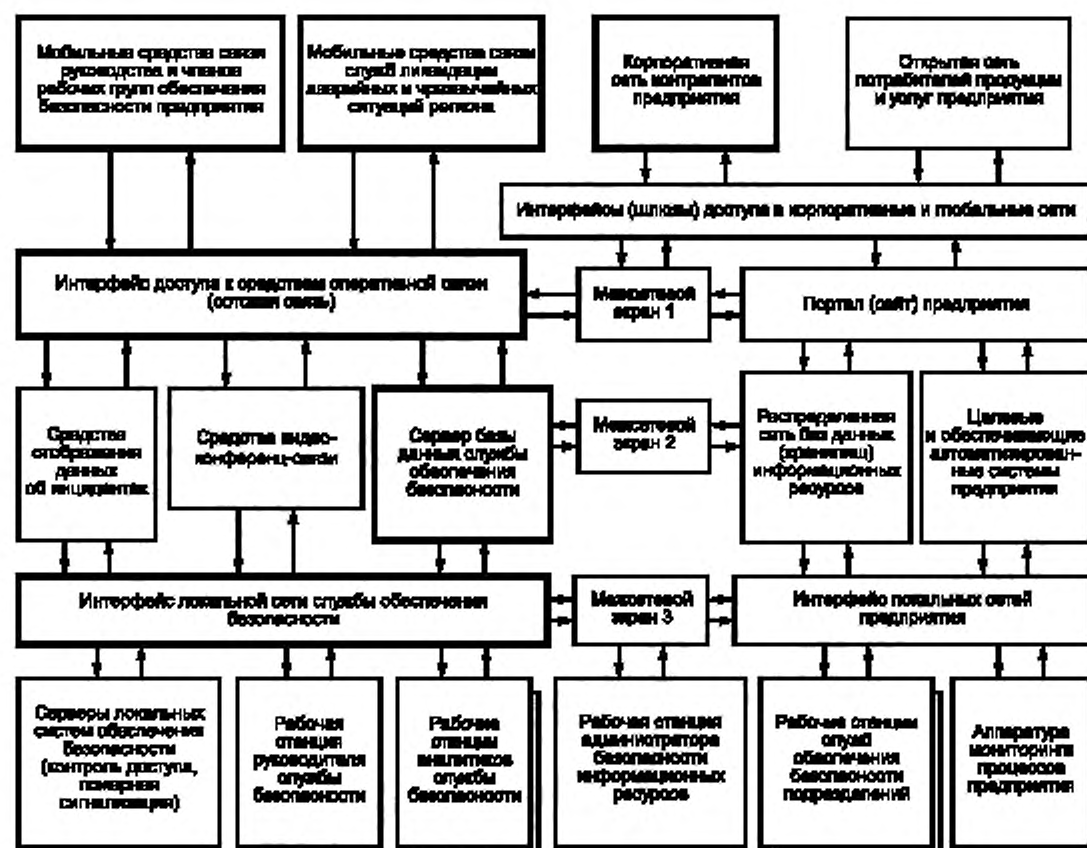 Мобильные средства связи
руководства и членов
рабочих групп обеспечения
безопасности предприятия
Мобильные средства связи
служб ликвидации
аварийных и чрезвычайных
ситуаций региона
Корпоративная
сеть контрагентов
предприятия
Открытая сеть
потребителей продукции
и услуг предприятия
Интерфейсы (шлюзы) доступа в корпоративные и глобальные сети
Интерфейс доступа к средствам оперативной связи
(сотовая связь)
Межсетевой
экран 1
Портал (сайт) предприятия
Средства
отображения
данных
об инцидентах
Средства видео-
конференц-связи
Сервер базы
данных службы
обеспечения
безопасности
Межсетевой
экран 2
Распределенная
сеть баз данных
(хранилищ)
информационных
ресурсов
Целевые
и обеспечивающие
автоматизирован-
ные системы
предприятия
Интерфейс локальной сети службы обеспечения
безопасности
Межсетевой
экран 3
Интерфейс локальных сетей
предприятия
Серверы локальных
систем обеспечения
безопасности
(контроль доступа,
пожарная
сигнализация)
Рабочая
станция
руководителя
службы
безопасности
Рабочие
станции
аналитиков
службы
безопасности
Рабочая станция
администратора
безопасности
информационных
ресурсов
Рабочие станции
служб
обеспечения
безопасности
подразделений
Аппаратура
мониторинга
процессов
предприятия